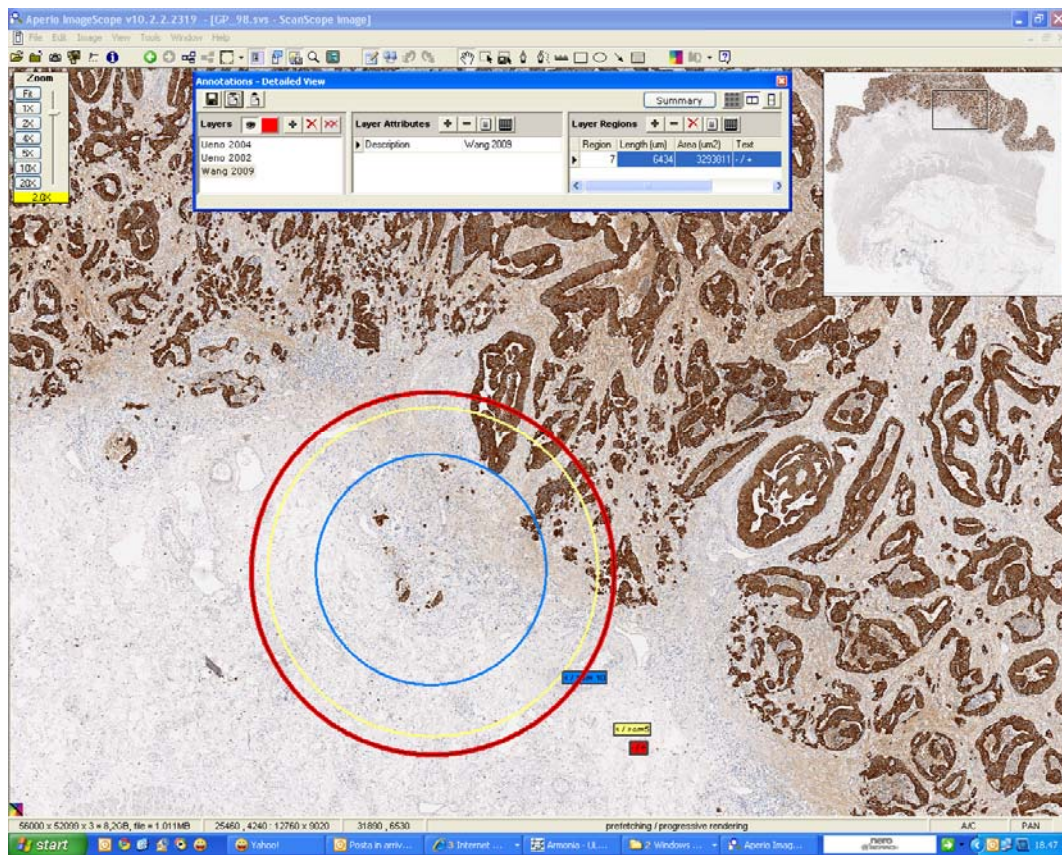 Aperio ImageScope v10.2.2.2319 - [GP_98.svs - ScanScope Image]
File Edit Image View Tools Window Help
Zoom
Fit
1X
2X
4X
5X
10X
20X
2.0X
Annotations - Detailed View
Summary
Layers
Layer Attributes
Layer Regions
Ueno 2004
Ueno 2002
Wang 2009
Description Wang 2009
Region Length (um) Area (um2) Text
7 6434 3293811 - / +
56000 x 52099 x 3 = 8,2GB, file = 1.011MB 25460 , 4240 : 12760 x 9020 31890 , 6530 prefetching / progressive rendering A/C PAN
start Yahoo! Posta in arriv... 3 Internet ... Armonia - UL... 2 Windows ... Aperio Imag... nero 18.47